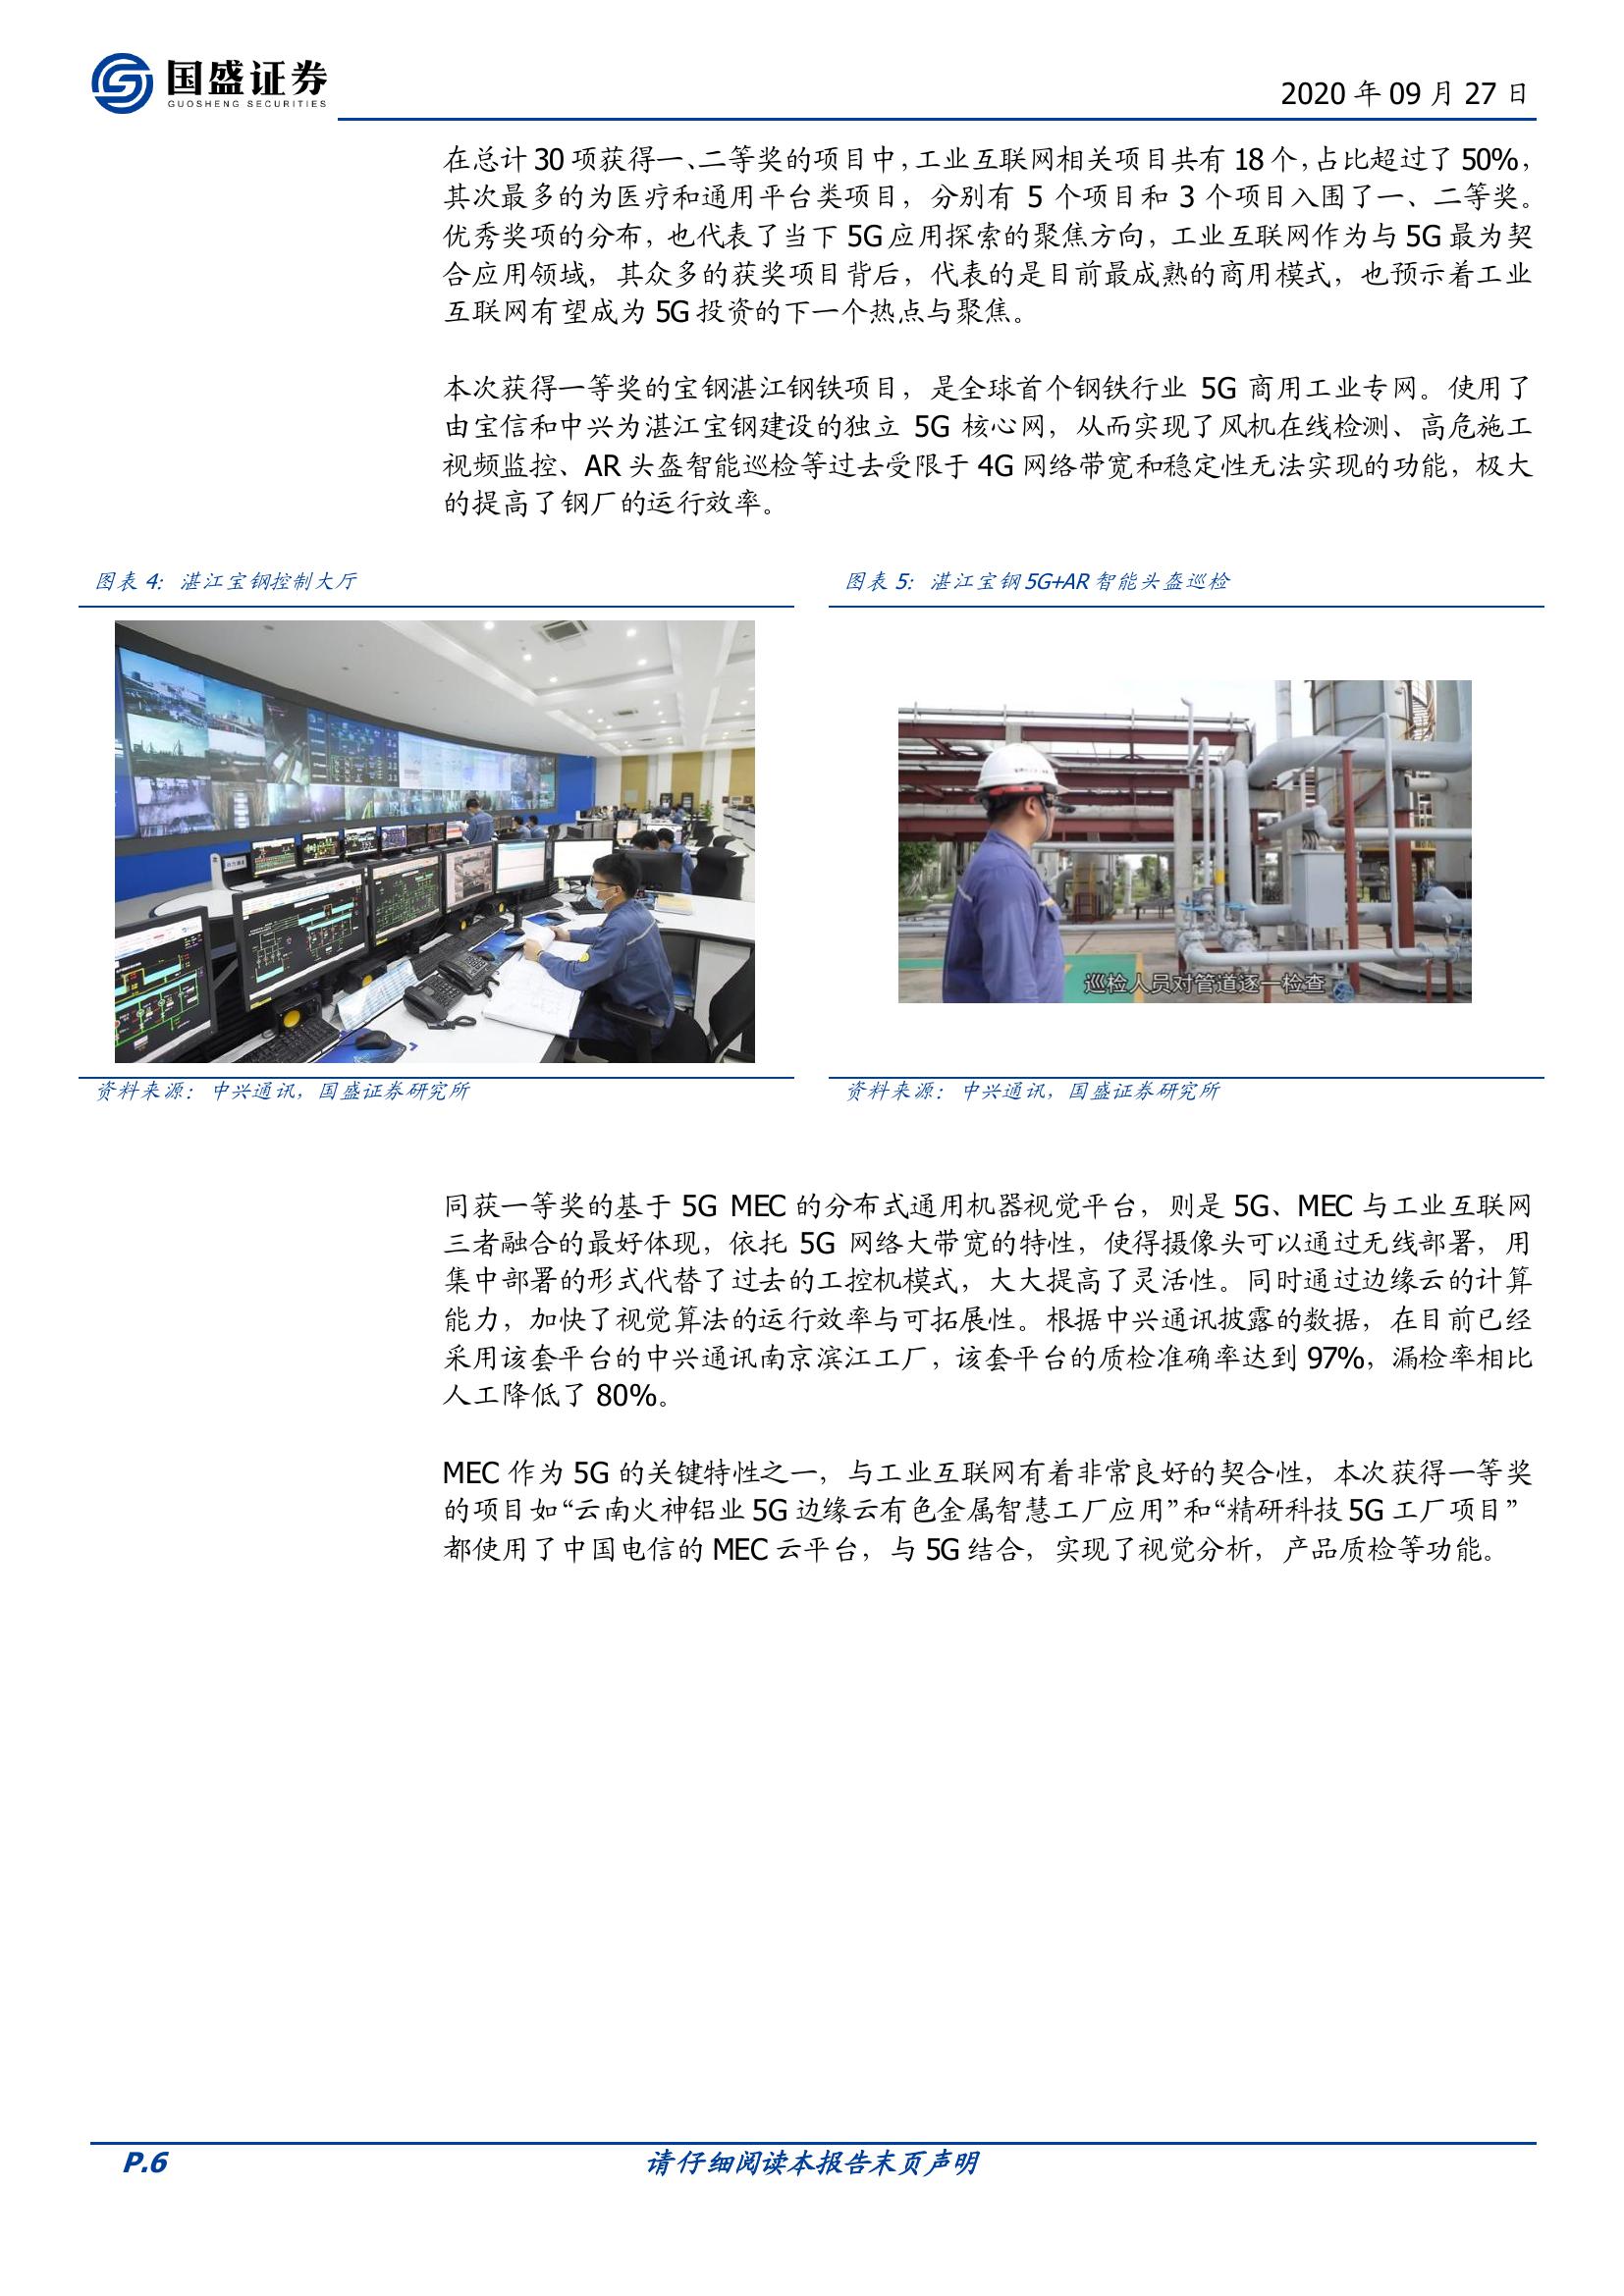 国盛证券
GUOSHENG SECURITIES
2020 年 09 月 27 日
在总计 30 项获得一、二等奖的项目中，工业互联网相关项目共有 18 个，占比超过了 50%，
其次最多的为医疗和通用平台类项目，分别有 5 个项目和 3 个项目入围了一、二等奖。
优秀奖项的分布，也代表了当下 5G 应用探索的聚焦方向，工业互联网作为与 5G 最为契
合应用领域，其众多的获奖项目背后，代表的是目前最成熟的商用模式，也预示着工业
互联网有望成为 5G 投资的下一个热点与聚焦。
本次获得一等奖的宝钢湛江钢铁项目，是全球首个钢铁行业 5G 商用工业专网。使用了
由宝信和中兴为湛江宝钢建设的独立 5G 核心网，从而实现了风机在线检测、高危施工
视频监控、AR 头盔智能巡检等过去受限于 4G 网络带宽和稳定性无法实现的功能，极大
的提高了钢厂的运行效率。
图表 4：湛江宝钢控制大厅
图表 5：湛江宝钢 5G+AR 智能头盔巡检
巡检人员对管道逐一检查
资料来源：中兴通讯，国盛证券研究所
资料来源：中兴通讯，国盛证券研究所
同获一等奖的基于 5G MEC 的分布式通用机器视觉平台，则是 5G、MEC 与工业互联网
三者融合的最好体现，依托 5G 网络大带宽的特性，使得摄像头可以通过无线部署，用
集中部署的形式代替了过去的工控机模式，大大提高了灵活性。同时通过边缘云的计算
能力，加快了视觉算法的运行效率与可拓展性。根据中兴通讯披露的数据，在目前已经
采用该套平台的中兴通讯南京滨江工厂，该套平台的质检准确率达到 97%，漏检率相比
人工降低了 80%。
MEC 作为 5G 的关键特性之一，与工业互联网有着非常良好的契合性，本次获得一等奖
的项目如“云南火神铝业 5G 边缘云有色金属智慧工厂应用”和“精研科技 5G 工厂项目”
都使用了中国电信的 MEC 云平台，与 5G 结合，实现了视觉分析，产品质检等功能。
P.6
请仔细阅读本报告末页声明